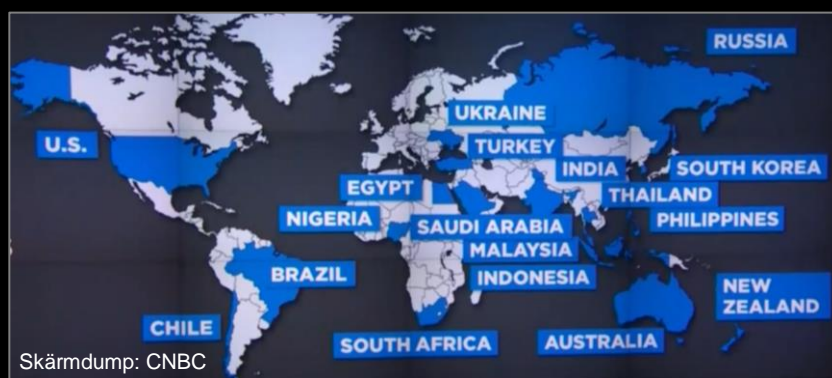 RUSSIA
UKRAINE
U.S.
TURKEY
INDIA
SOUTH KOREA
EGYPT
THAILAND
NIGERIA
SAUDI ARABIA
PHILIPPINES
MALAYSIA
BRAZIL
INDONESIA
NEW
ZEALAND
CHILE
SOUTH AFRICA
AUSTRALIA
Skärmdump: CNBC